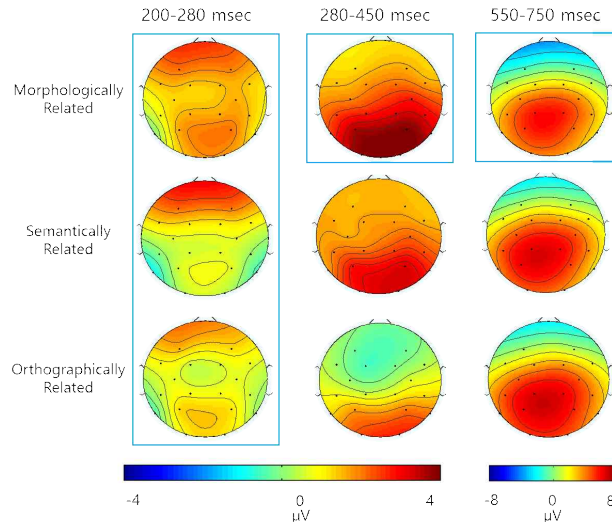 200-280 msec 280-450 msec 550-750 msec
Morphologically
Related
Semantically
Related
Orthographically
Related
-4 0 4 -8 0 8
µV µV